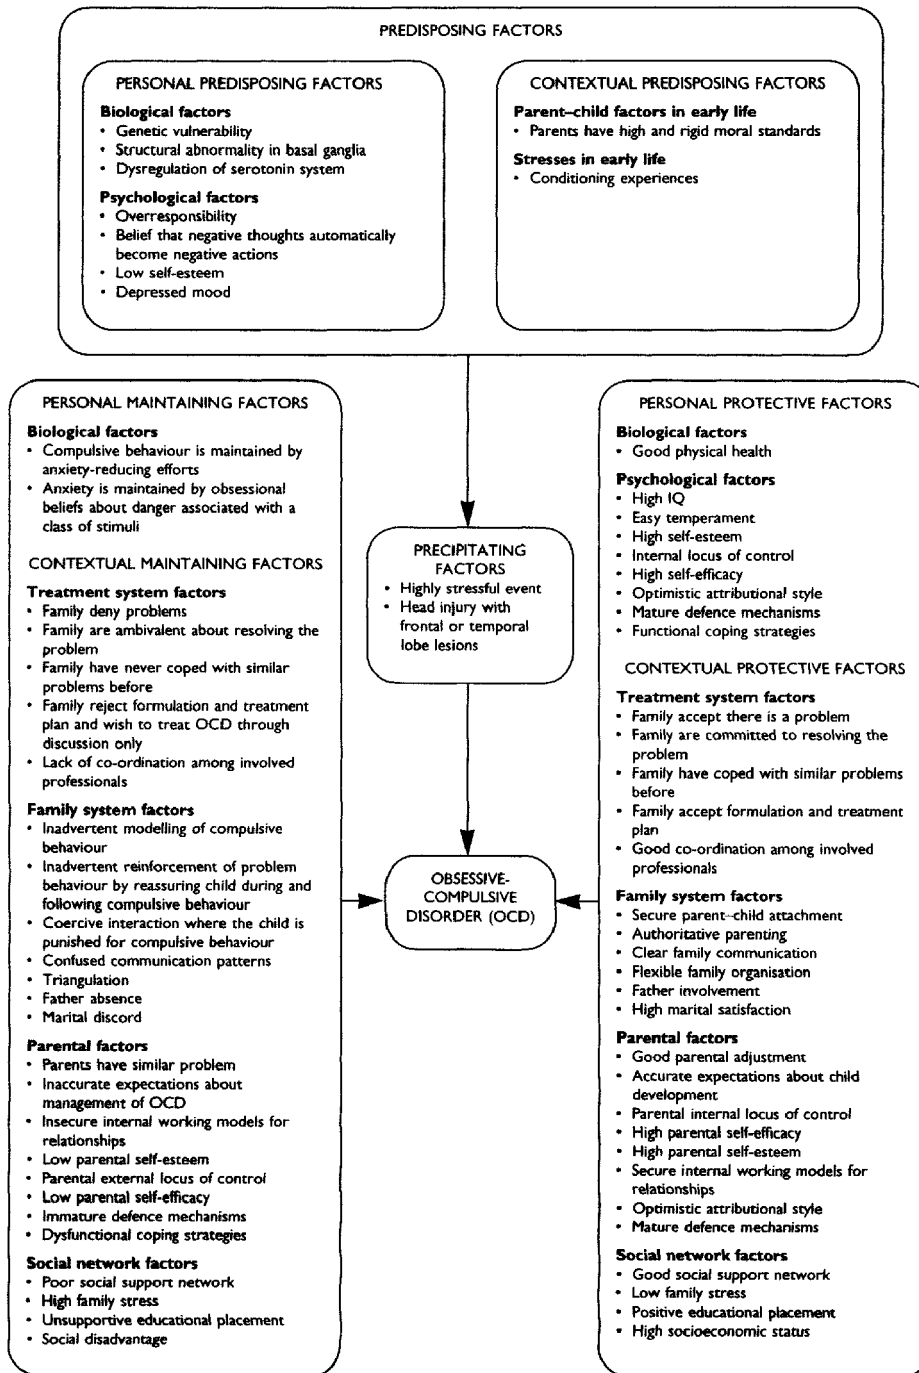 PREDISPOSING FACTORS
PERSONAL PREDISPOSING FACTORS
Biological factors
• Genetic vulnerability
• Structural abnormality in basal ganglia
• Dysregulation of serotonin system
Psychological factors
• Overresponsibility
• Belief that negative thoughts automatically
become negative actions
• Low self-esteem
• Depressed mood
CONTEXTUAL PREDISPOSING FACTORS
Parent–child factors in early life
• Parents have high and rigid moral standards
Stresses in early life
• Conditioning experiences
PERSONAL MAINTAINING FACTORS
Biological factors
• Compulsive behaviour is maintained by
anxiety-reducing efforts
• Anxiety is maintained by obsessional
beliefs about danger associated with a
class of stimuli
CONTEXTUAL MAINTAINING FACTORS
Treatment system factors
• Family deny problems
• Family are ambivalent about resolving the
problem
• Family have never coped with similar
problems before
• Family reject formulation and treatment
plan and wish to treat OCD through
discussion only
• Lack of co-ordination among involved
professionals
Family system factors
• Inadvertent modelling of compulsive
behaviour
• Inadvertent reinforcement of problem
behaviour by reassuring child during and
following compulsive behaviour
• Coercive interaction where the child is
punished for compulsive behaviour
• Confused communication patterns
• Triangulation
• Father absence
• Marital discord
Parental factors
• Parents have similar problem
• Inaccurate expectations about
management of OCD
• Insecure internal working models for
relationships
• Low parental self-esteem
• Parental external locus of control
• Low parental self-efficacy
• Immature defence mechanisms
• Dysfunctional coping strategies
Social network factors
• Poor social support network
• High family stress
• Unsupportive educational placement
• Social disadvantage
PRECIPITATING
FACTORS
• Highly stressful event
• Head injury with
frontal or temporal
lobe lesions
OBSESSIVE-
COMPULSIVE
DISORDER (OCD)
PERSONAL PROTECTIVE FACTORS
Biological factors
• Good physical health
Psychological factors
• High IQ
• Easy temperament
• High self-esteem
• Internal locus of control
• High self-efficacy
• Optimistic attributional style
• Mature defence mechanisms
• Functional coping strategies
CONTEXTUAL PROTECTIVE FACTORS
Treatment system factors
• Family accept there is a problem
• Family are committed to resolving the
problem
• Family have coped with similar problems
before
• Family accept formulation and treatment
plan
• Good co-ordination among involved
professionals
Family system factors
• Secure parent–child attachment
• Authoritative parenting
• Clear family communication
• Flexible family organisation
• Father involvement
• High marital satisfaction
Parental factors
• Good parental adjustment
• Accurate expectations about child
development
• Parental internal locus of control
• High parental self-efficacy
• High parental self-esteem
• Secure internal working models for
relationships
• Optimistic attributional style
• Mature defence mechanisms
Social network factors
• Good social support network
• Low family stress
• Positive educational placement
• High socioeconomic status